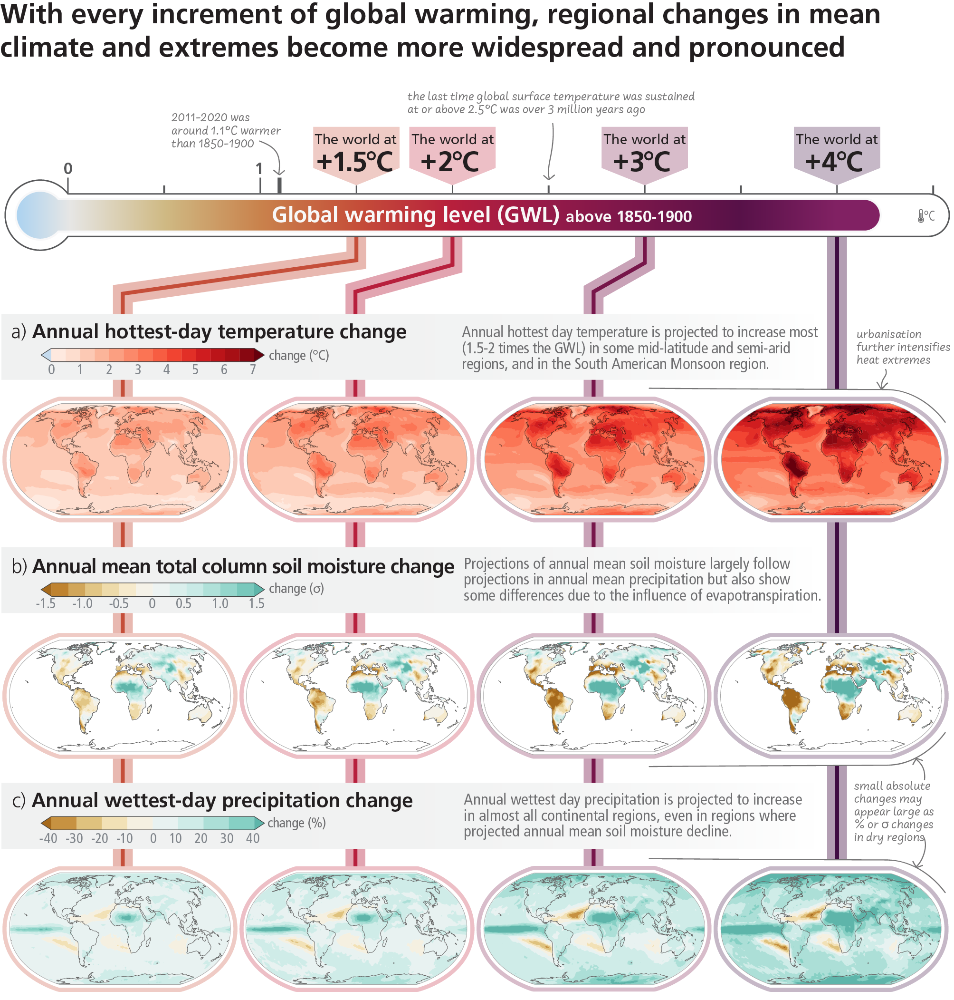 With every increment of global warming, regional changes in mean
climate and extremes become more widespread and pronounced
the last time global surface temperature was sustained
at or above 2.5°C was over 3 million years ago
2011-2020 was
around 1.1°C warmer
than 1850-1900
The world at
+1.5°C
The world at
+2°C
The world at
+3°C
The world at
+4°C
0
1
Global warming level (GWL) above 1850-1900
°C
a) Annual hottest-day temperature change
change (°C)
0 1 2 3 4 5 6 7
Annual hottest day temperature is projected to increase most
(1.5-2 times the GWL) in some mid-latitude and semi-arid
regions, and in the South American Monsoon region.
urbanisation
further intensifies
heat extremes
b) Annual mean total column soil moisture change
change (σ)
-1.5 -1.0 -0.5 0 0.5 1.0 1.5
Projections of annual mean soil moisture largely follow
projections in annual mean precipitation but also show
some differences due to the influence of evapotranspiration.
c) Annual wettest-day precipitation change
change (%)
-40 -30 -20 -10 0 10 20 30 40
Annual wettest day precipitation is projected to increase
in almost all continental regions, even in regions where
projected annual mean soil moisture decline.
small absolute
changes may
appear large as
% or σ changes
in dry regions